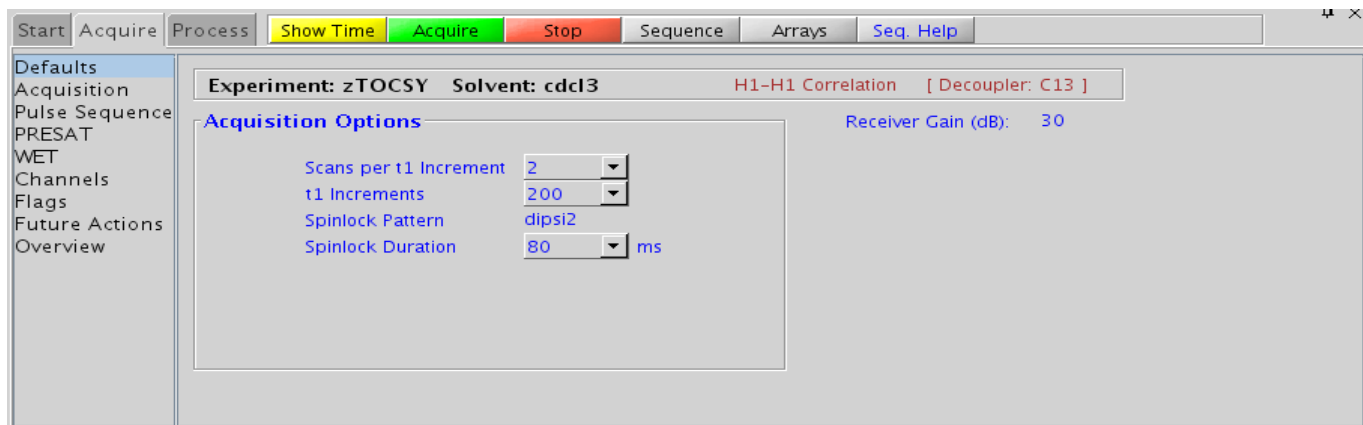 Start Acquire Process Show Time Acquire Stop Sequence Arrays Seq. Help
Defaults
Acquisition
Pulse Sequence
PRESAT
WET
Channels
Flags
Future Actions
Overview
Experiment: zTOCSY Solvent: cdcl3 H1-H1 Correlation [ Decoupler: C13 ]
Acquisition Options
Receiver Gain (dB): 30
Scans per t1 Increment 2
t1 Increments 200
Spinlock Pattern dipsi2
Spinlock Duration 80 ms